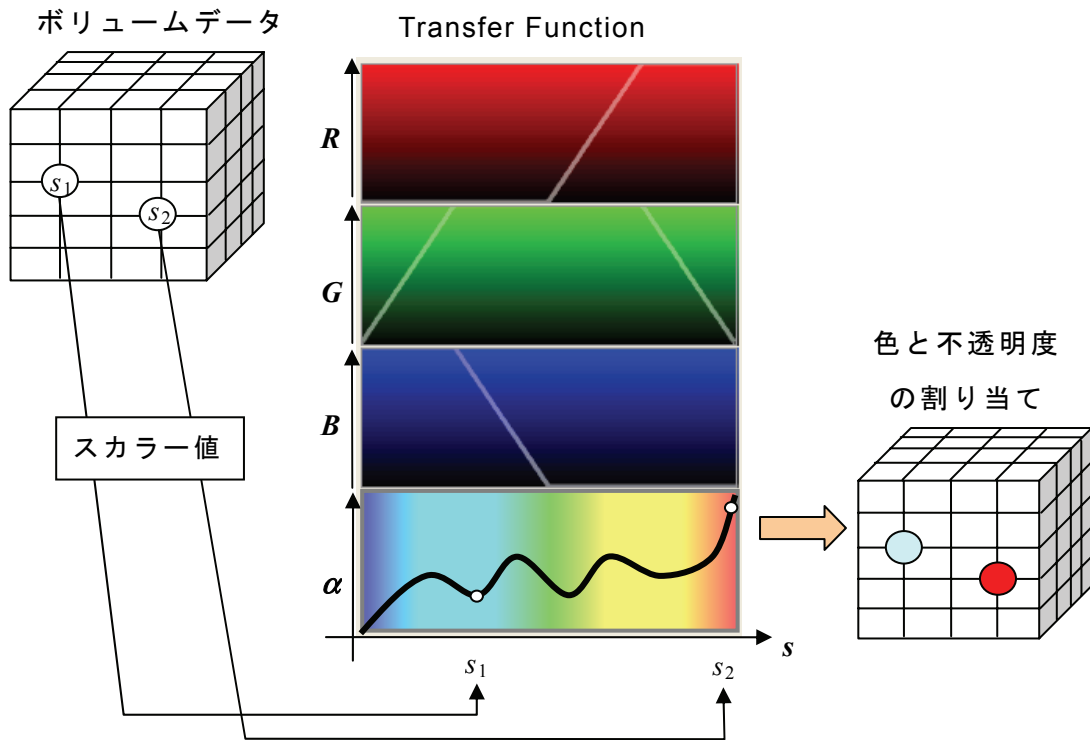 ボリュームデータ
Transfer Function
R
s1
s2
G
色と不透明度
の割り当て
B
スカラー値
α
s
s1
s2